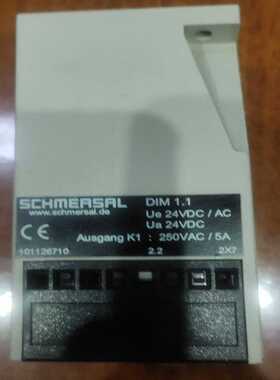 SCHMERSAL
www.schmersal.de
DIM 1.1
Ue 24VDC / AC
Ua 24VDC
CE Ausgang K1 : 250VAC / 5A
101126710 2.2 2X7